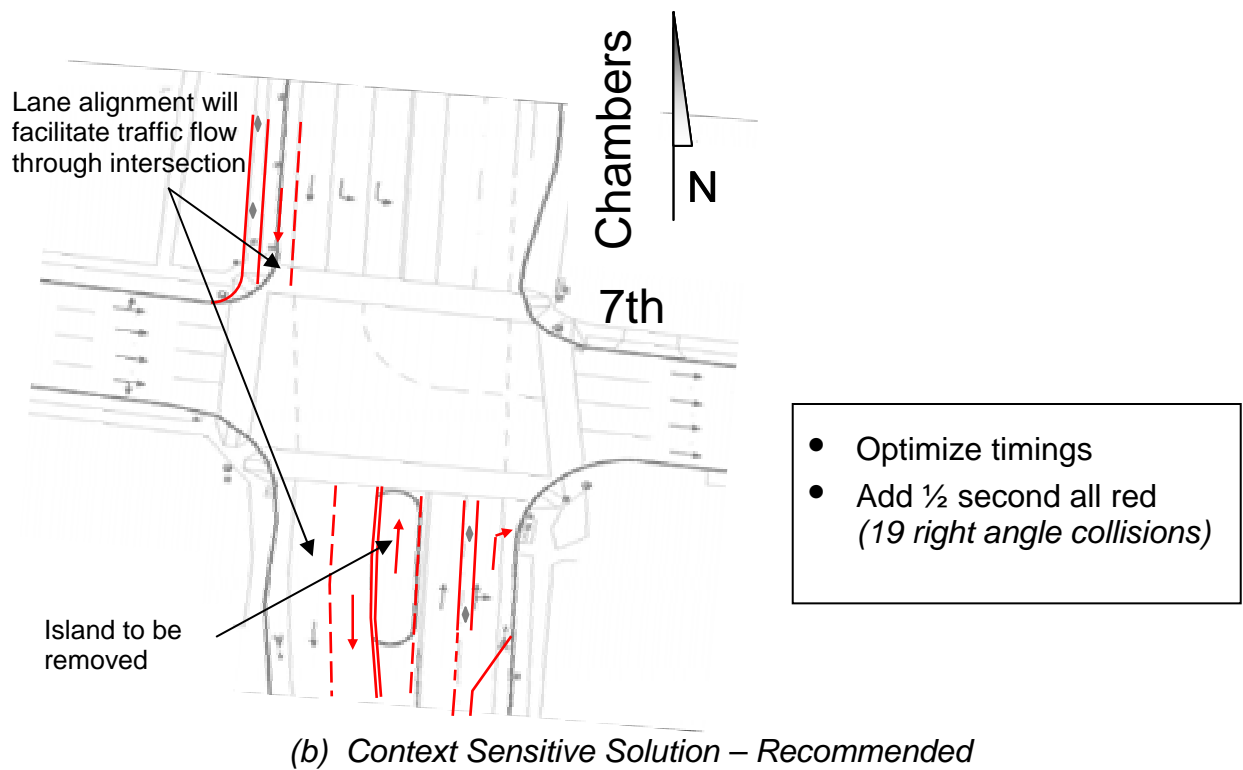 Lane alignment will
facilitate traffic flow
through intersection
Chambers
N
7th
• Optimize timings
• Add ½ second all red
(19 right angle collisions)
Island to be
removed
(b) Context Sensitive Solution – Recommended